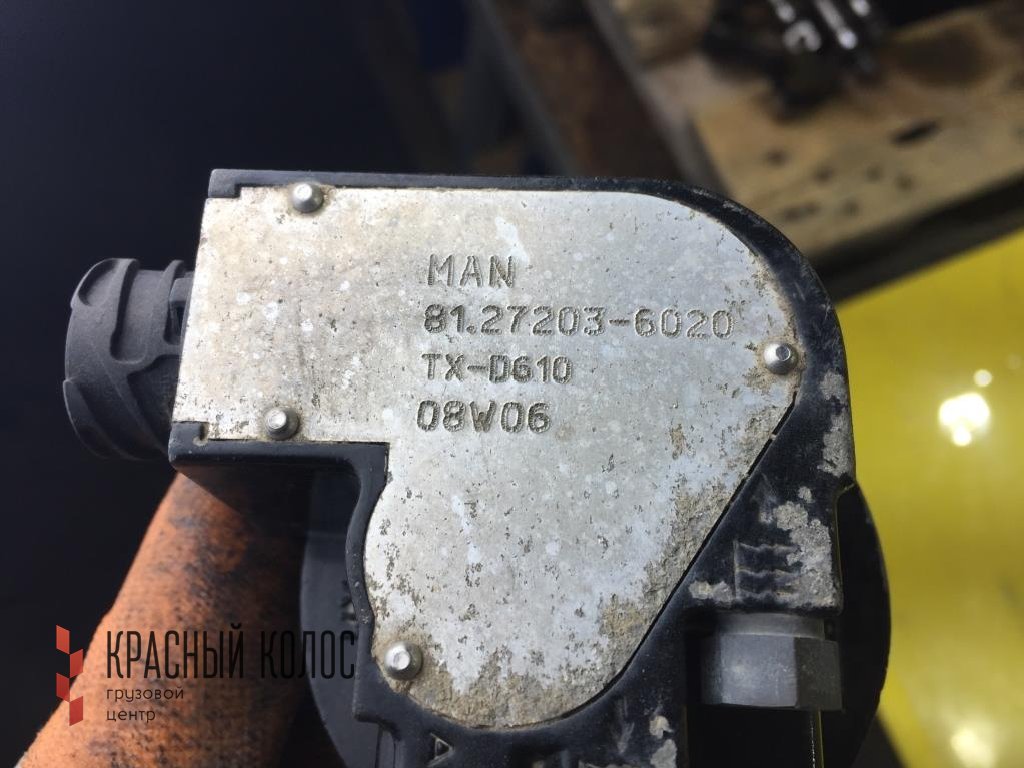 MAN
81.27203-6020
TX-D610
08W06
КРАСНЫЙ КОЛОС
грузовой
центр